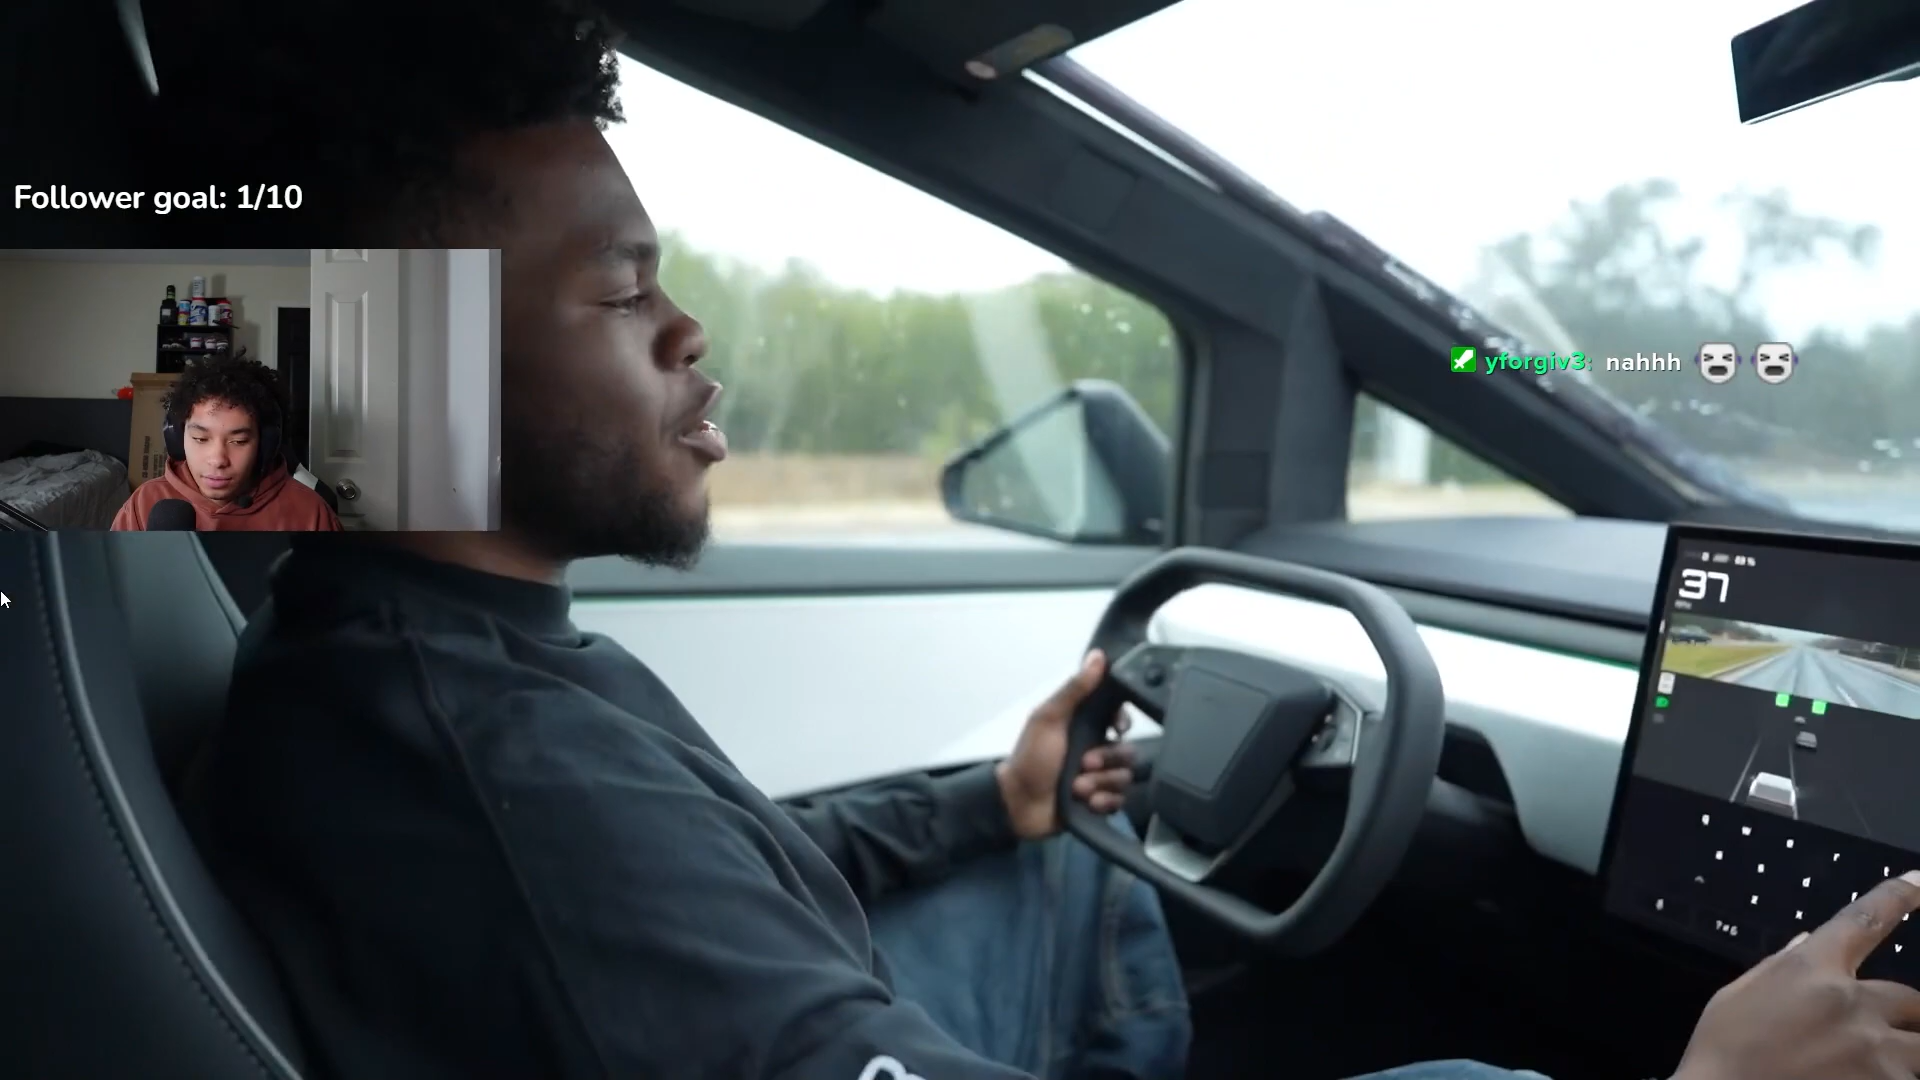 Follower goal: 1/10
yforgiv3: nahhh
37
q w e r t
a s d f
z x v